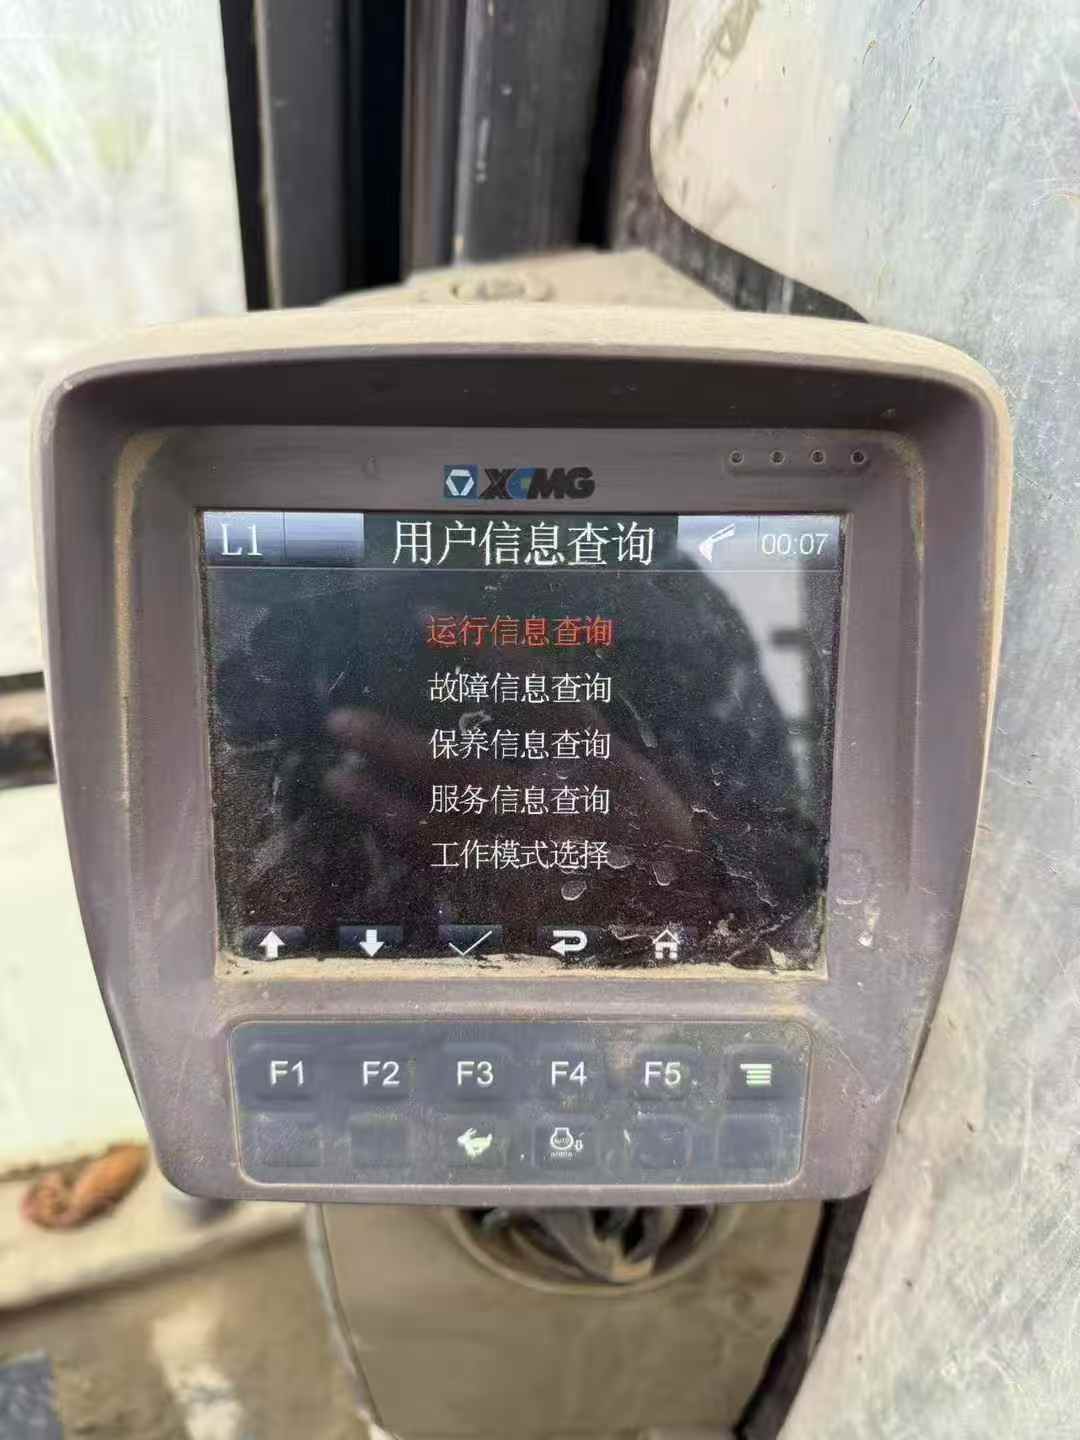 XCMG
L1 用户信息查询 00:07
运行信息查询
故障信息查询
保养信息查询
服务信息查询
工作模式选择
F1 F2 F3 F4 F5
AUTO